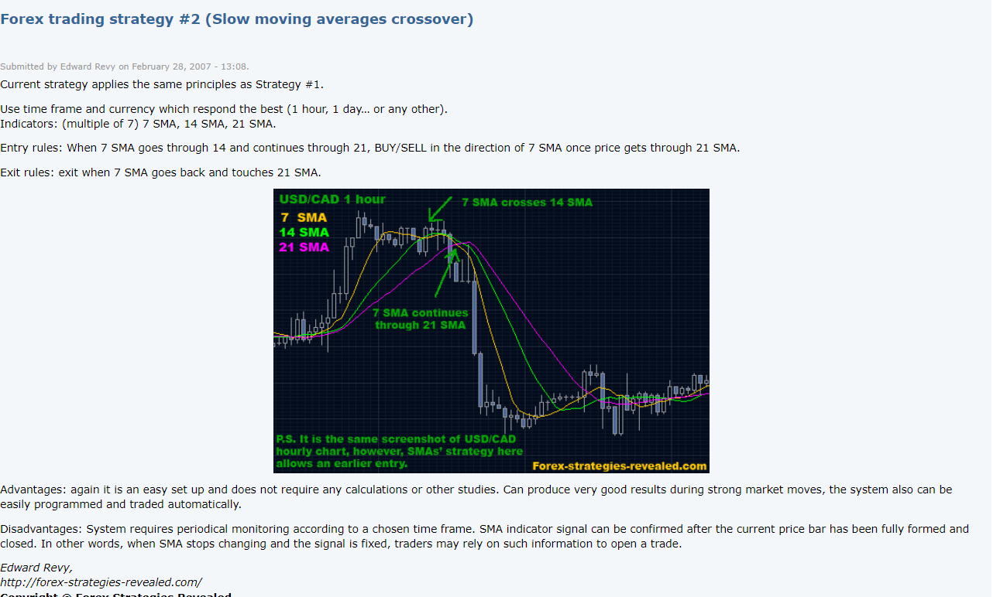 Forex trading strategy #2 (Slow moving averages crossover)
Submitted by Edward Revy on February 28, 2007 - 13:08.
Current strategy applies the same principles as Strategy #1.
Use time frame and currency which respond the best (1 hour, 1 day... or any other).
Indicators: (multiple of 7) 7 SMA, 14 SMA, 21 SMA.
Entry rules: When 7 SMA goes through 14 and continues through 21, BUY/SELL in the direction of 7 SMA once price gets through 21 SMA.
Exit rules: exit when 7 SMA goes back and touches 21 SMA.
USD/CAD 1 hour
7 SMA crosses 14 SMA
7 SMA
14 SMA
21 SMA
7 SMA continues
through 21 SMA
P.S. It is the same screenshot of USD/CAD
hourly chart, however, SMAs' strategy here
allows an earlier entry.
Forex-strategies-revealed.com
Advantages: again it is an easy set up and does not require any calculations or other studies. Can produce very good results during strong market moves, the system also can be
easily programmed and traded automatically.
Disadvantages: System requires periodical monitoring according to a chosen time frame. SMA indicator signal can be confirmed after the current price bar has been fully formed and
closed. In other words, when SMA stops changing and the signal is fixed, traders may rely on such information to open a trade.
Edward Revy,
http://forex-strategies-revealed.com/
Copyright © Forex Strategies Revealed